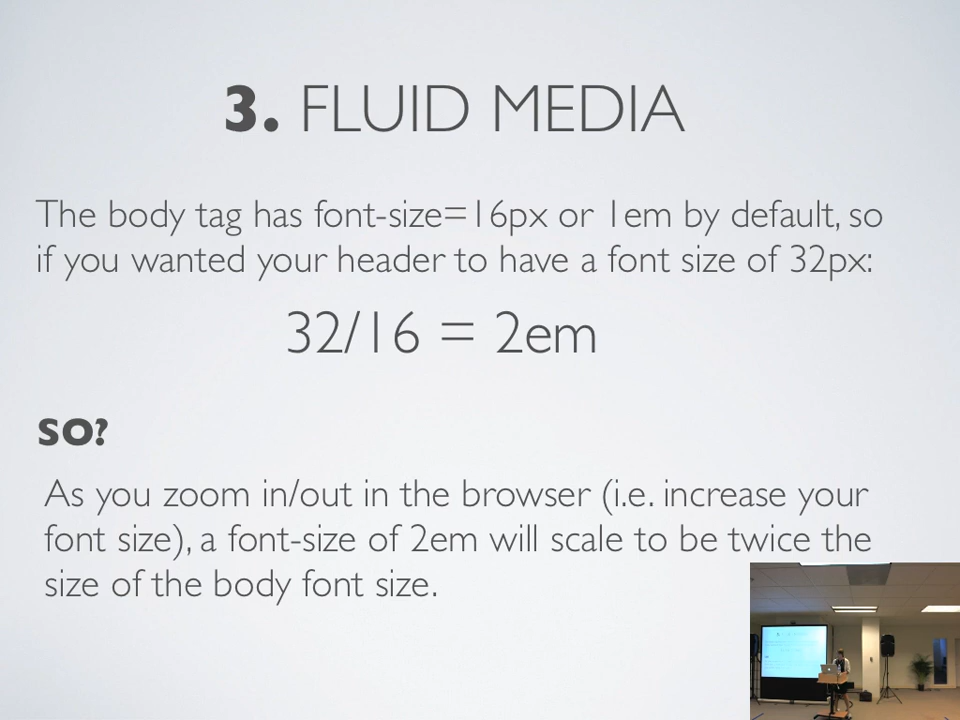 3. FLUID MEDIA
The body tag has font-size=16px or 1em by default, so
if you wanted your header to have a font size of 32px:
32/16 = 2em
SO?
As you zoom in/out in the browser (i.e. increase your
font size), a font-size of 2em will scale to be twice the
size of the body font size.